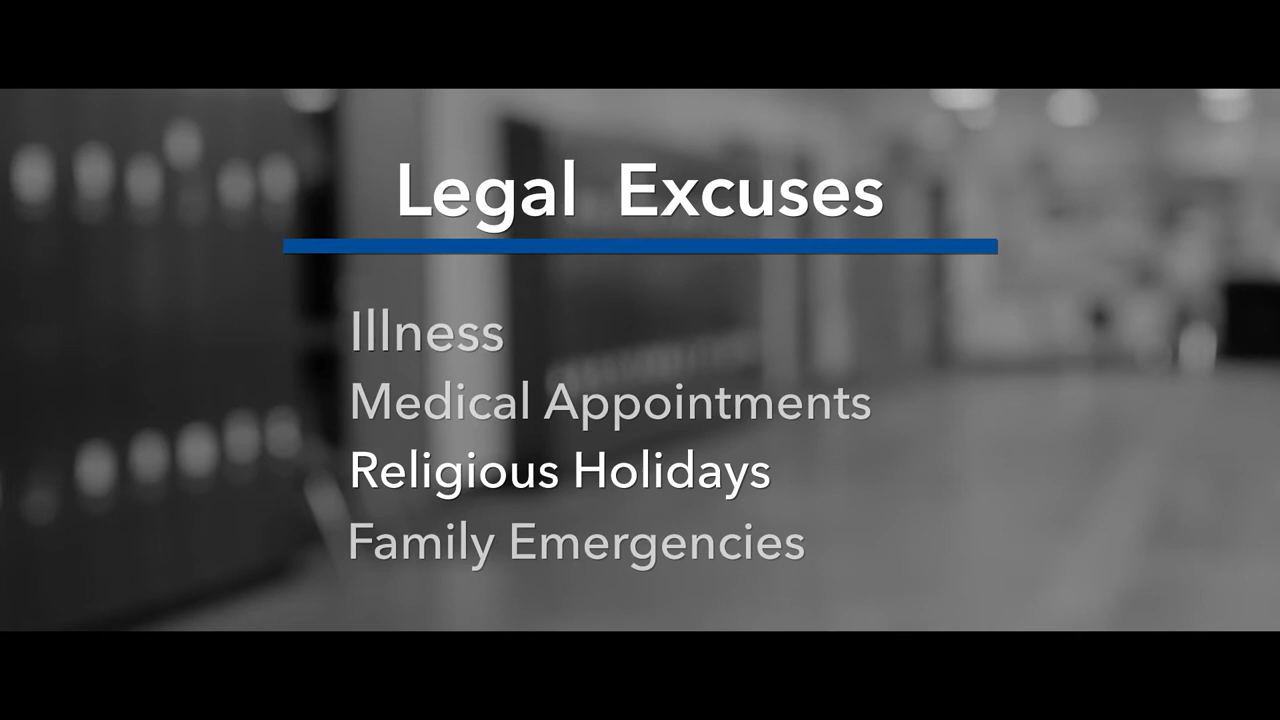 Legal Excuses
Illness
Medical Appointments
Religious Holidays
Family Emergencies